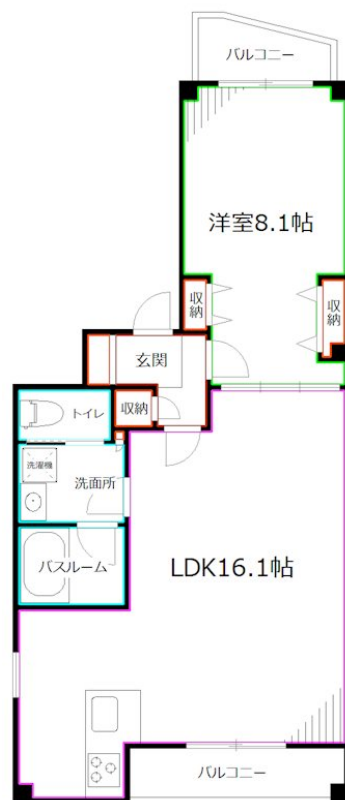 バルコニー
洋室8.1帖
収納
収納
玄関
収納
トイレ
洗濯機
洗面所
バスルーム
LDK16.1帖
バルコニー